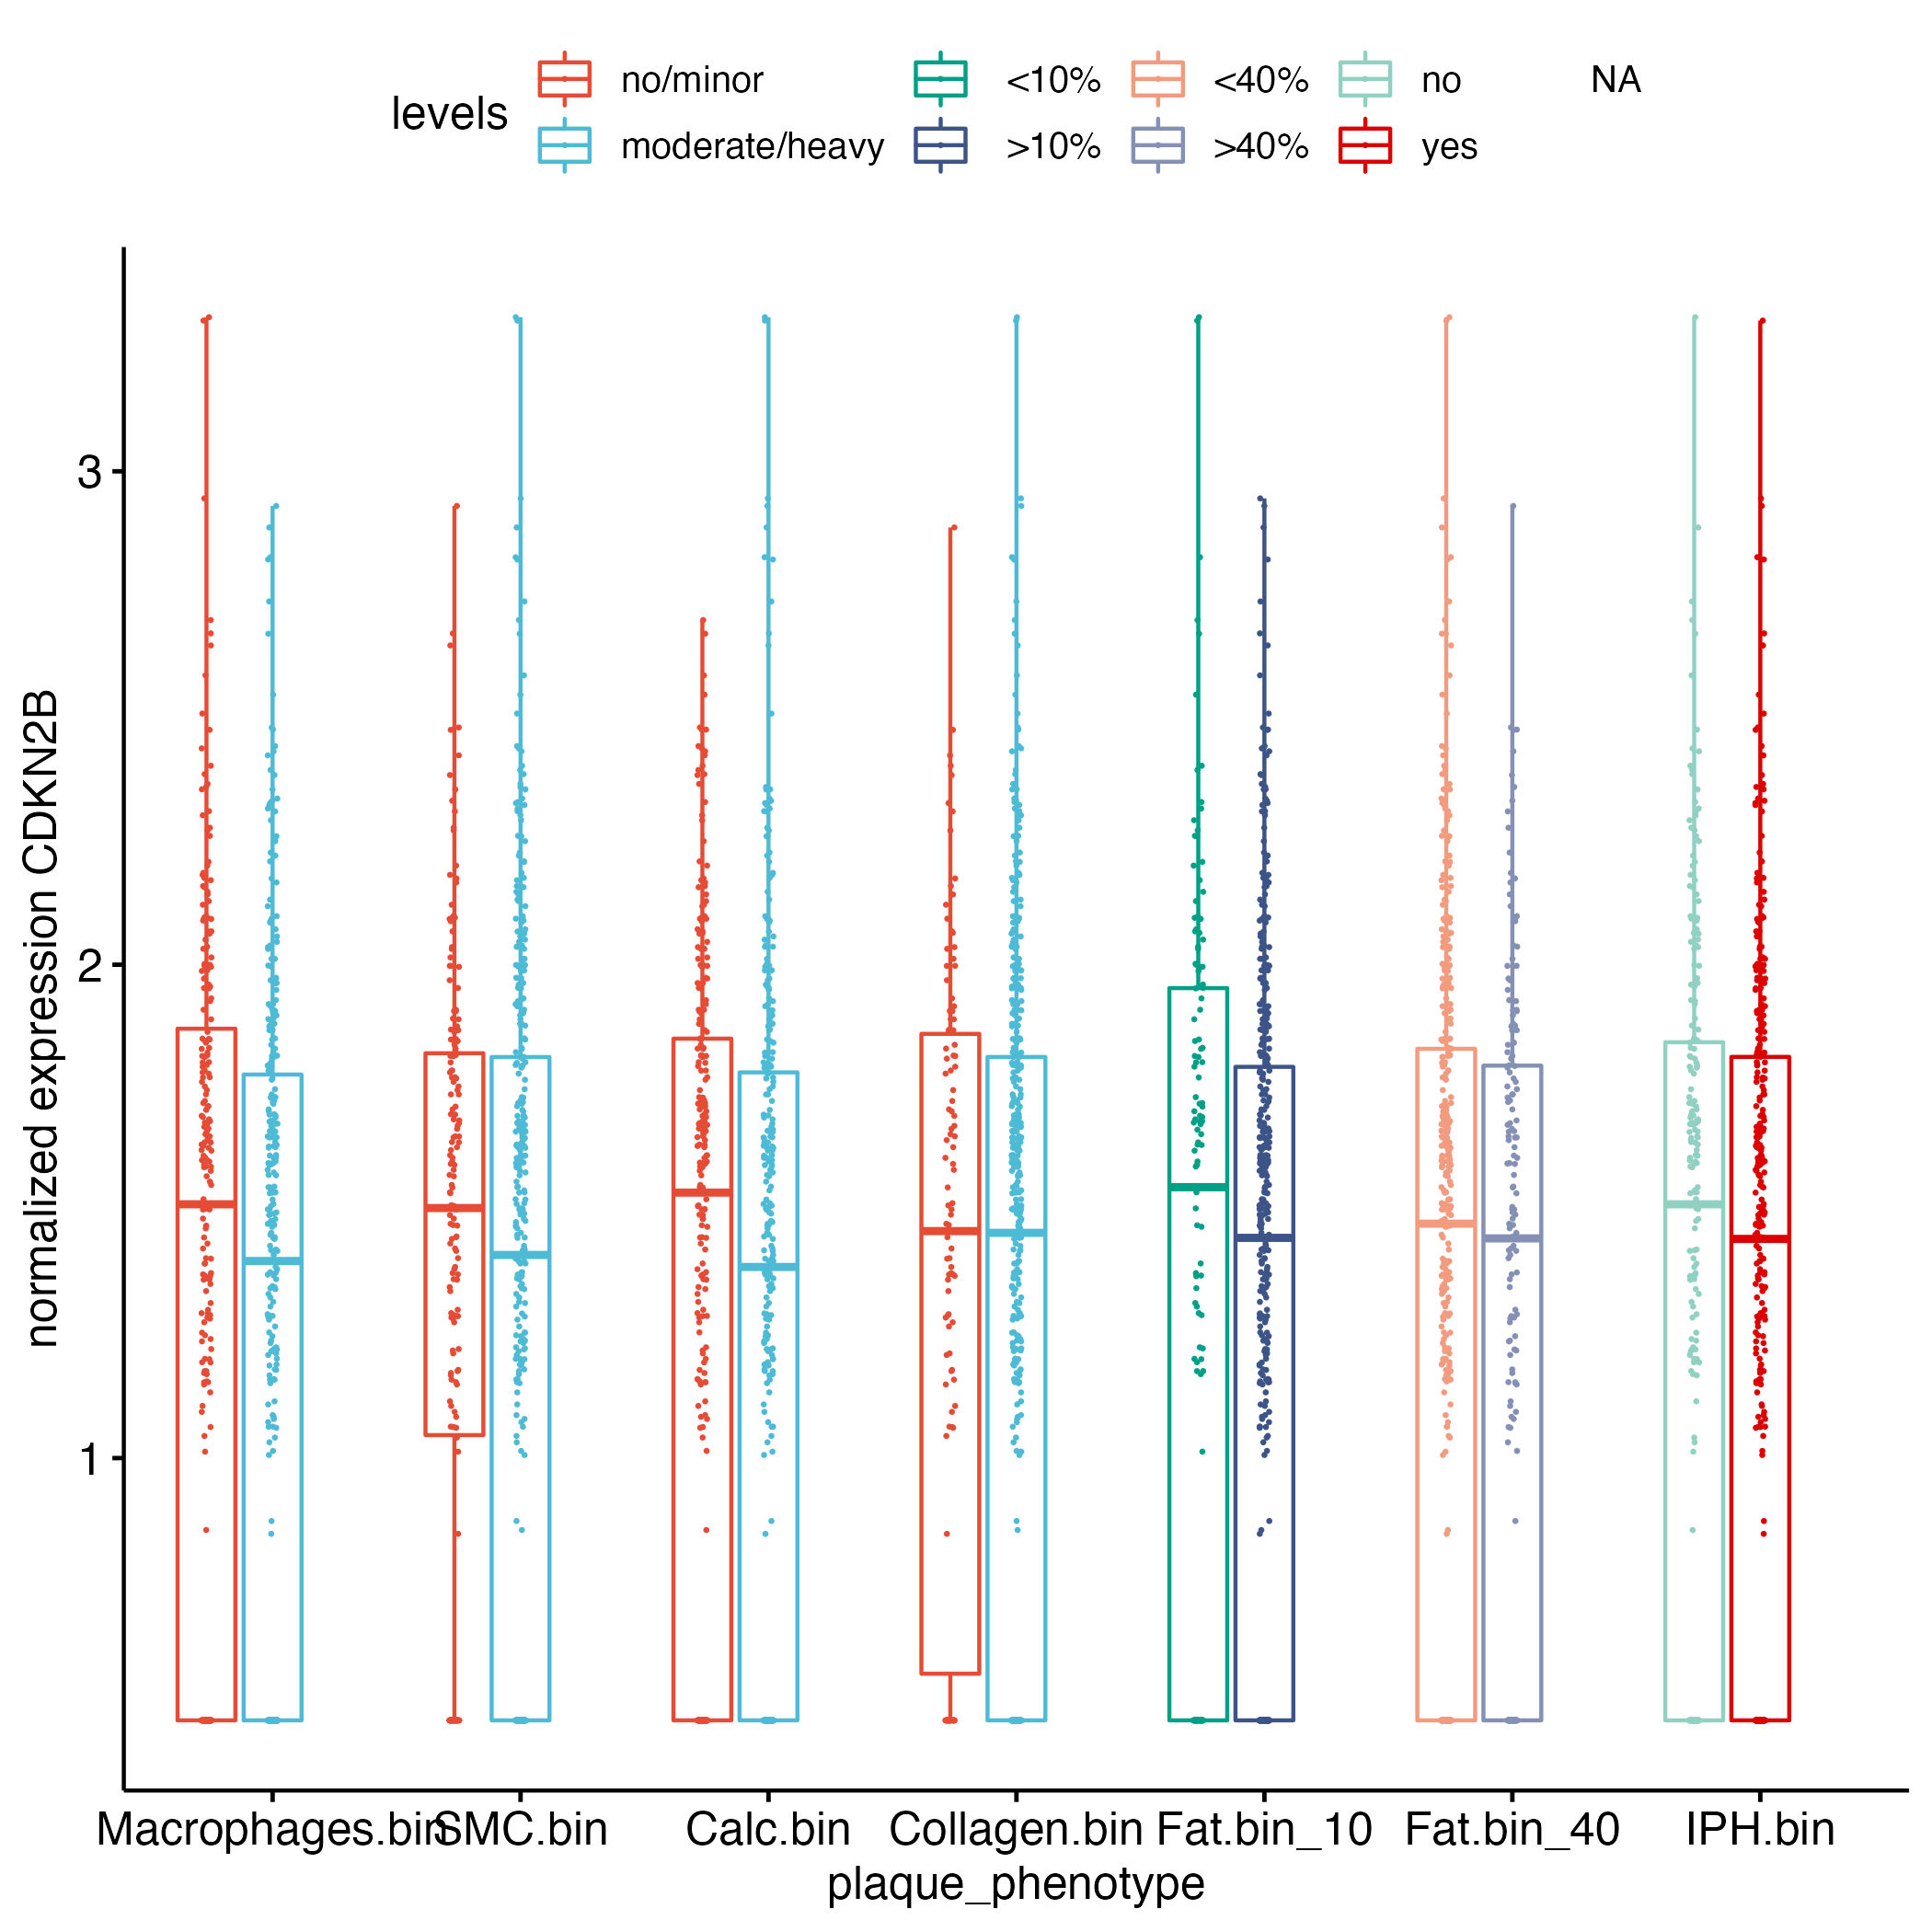 levels
no/minor <10% <40% no NA
moderate/heavy >10% >40% yes
normalized expression CDKN2B
3
2
1
Macrophages.bin SMC.bin Calc.bin Collagen.bin Fat.bin_10 Fat.bin_40 IPH.bin
plaque_phenotype